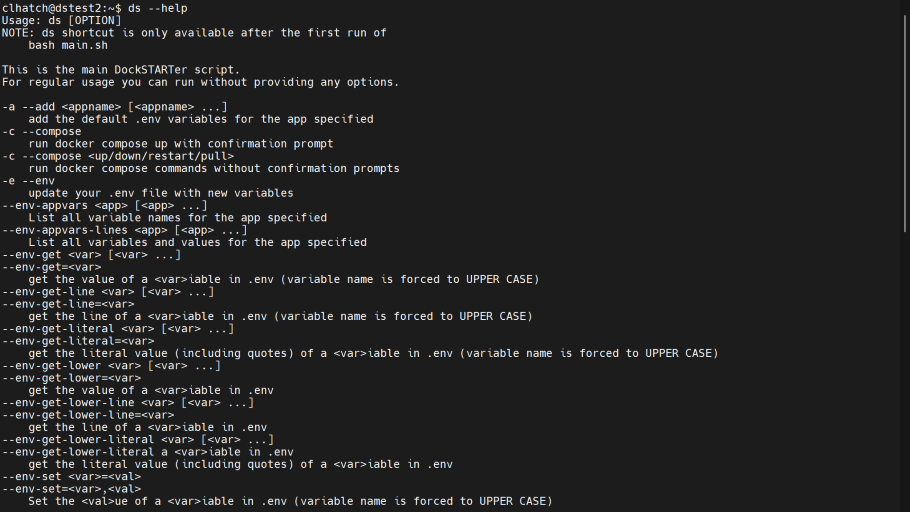 clhatch@dstest2:~$ ds --help
Usage: ds [OPTION]
NOTE: ds shortcut is only available after the first run of
    bash main.sh

This is the main DockSTARTer script.
For regular usage you can run without providing any options.

-a --add <appname> [<appname> ...]
    add the default .env variables for the app specified
-c --compose
    run docker compose up with confirmation prompt
-c --compose <up/down/restart/pull>
    run docker compose commands without confirmation prompts
-e --env
    update your .env file with new variables
--env-appvars <app> [<app> ...]
    List all variable names for the app specified
--env-appvars-lines <app> [<app> ...]
    List all variables and values for the app specified
--env-get <var> [<var> ...]
--env-get=<var>
    get the value of a <var>iable in .env (variable name is forced to UPPER CASE)
--env-get-line <var> [<var> ...]
--env-get-line=<var>
    get the line of a <var>iable in .env (variable name is forced to UPPER CASE)
--env-get-literal <var> [<var> ...]
--env-get-literal=<var>
    get the literal value (including quotes) of a <var>iable in .env (variable name is forced to UPPER CASE)
--env-get-lower <var> [<var> ...]
--env-get-lower=<var>
    get the value of a <var>iable in .env
--env-get-lower-line <var> [<var> ...]
--env-get-lower-line=<var>
    get the line of a <var>iable in .env
--env-get-lower-literal <var> [<var> ...]
--env-get-lower-literal a <var>iable in .env
    get the literal value (including quotes) of a <var>iable in .env
--env-set <var>=<val>
--env-set=<var>,<val>
    Set the <val>ue of a <var>iable in .env (variable name is forced to UPPER CASE)